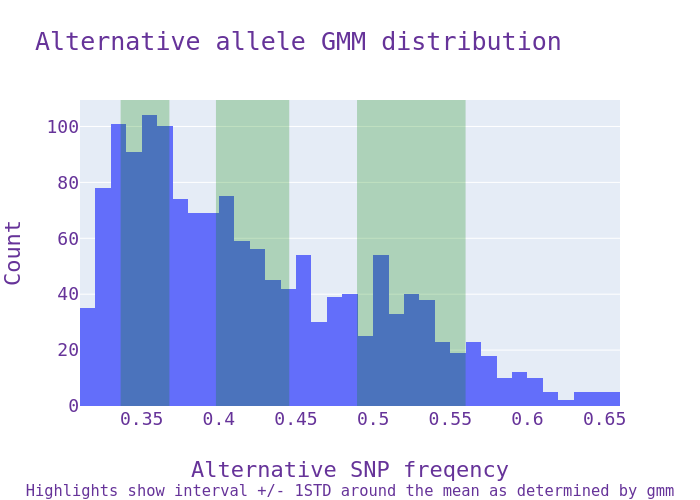 Alternative allele GMM distribution
100
80
60
40
20
0
Count
0.35 0.4 0.45 0.5 0.55 0.6 0.65
Alternative SNP freqency
Highlights show interval +/- 1STD around the mean as determined by gmm